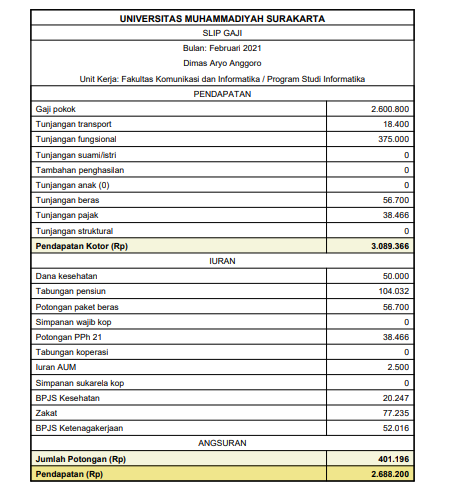 UNIVERSITAS MUHAMMADIYAH SURAKARTA
SLIP GAJI
Bulan: Februari 2021
Dimas Aryo Anggoro
Unit Kerja: Fakultas Komunikasi dan Informatika / Program Studi Informatika
PENDAPATAN
Gaji pokok 2.600.800
Tunjangan transport 18.400
Tunjangan fungsional 375.000
Tunjangan suami/istri 0
Tambahan penghasilan 0
Tunjangan anak (0) 0
Tunjangan beras 56.700
Tunjangan pajak 38.466
Tunjangan struktural 0
Pendapatan Kotor (Rp) 3.089.366
IURAN
Dana kesehatan 50.000
Tabungan pensiun 104.032
Potongan paket beras 56.700
Simpanan wajib kop 0
Potongan PPh 21 38.466
Tabungan koperasi 0
Iuran AUM 2.500
Simpanan sukarela kop 0
BPJS Kesehatan 20.247
Zakat 77.235
BPJS Ketenagakerjaan 52.016
ANGSURAN
Jumlah Potongan (Rp) 401.196
Pendapatan (Rp) 2.688.200